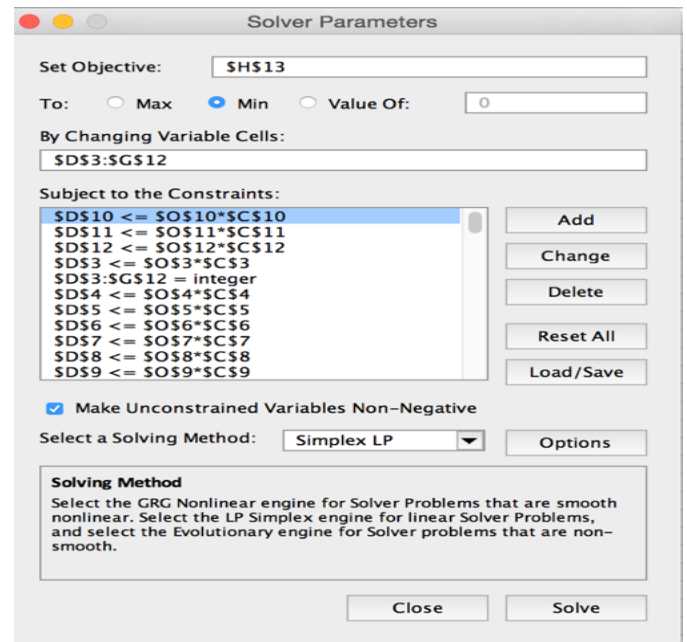 Solver Parameters
Set Objective: $H$13
To: Max Min Value Of: 0
By Changing Variable Cells:
$D$3:$G$12
Subject to the Constraints:
$D$10 <= $O$10*$C$10
$D$11 <= $O$11*$C$11
$D$12 <= $O$12*$C$12
$D$3 <= $O$3*$C$3
$D$3:$G$12 = integer
$D$4 <= $O$4*$C$4
$D$5 <= $O$5*$C$5
$D$6 <= $O$6*$C$6
$D$7 <= $O$7*$C$7
$D$8 <= $O$8*$C$8
$D$9 <= $O$9*$C$9
Add
Change
Delete
Reset All
Load/Save
Make Unconstrained Variables Non-Negative
Select a Solving Method: Simplex LP Options
Solving Method
Select the GRG Nonlinear engine for Solver Problems that are smooth
nonlinear. Select the LP Simplex engine for linear Solver Problems,
and select the Evolutionary engine for Solver problems that are non-
smooth.
Close Solve